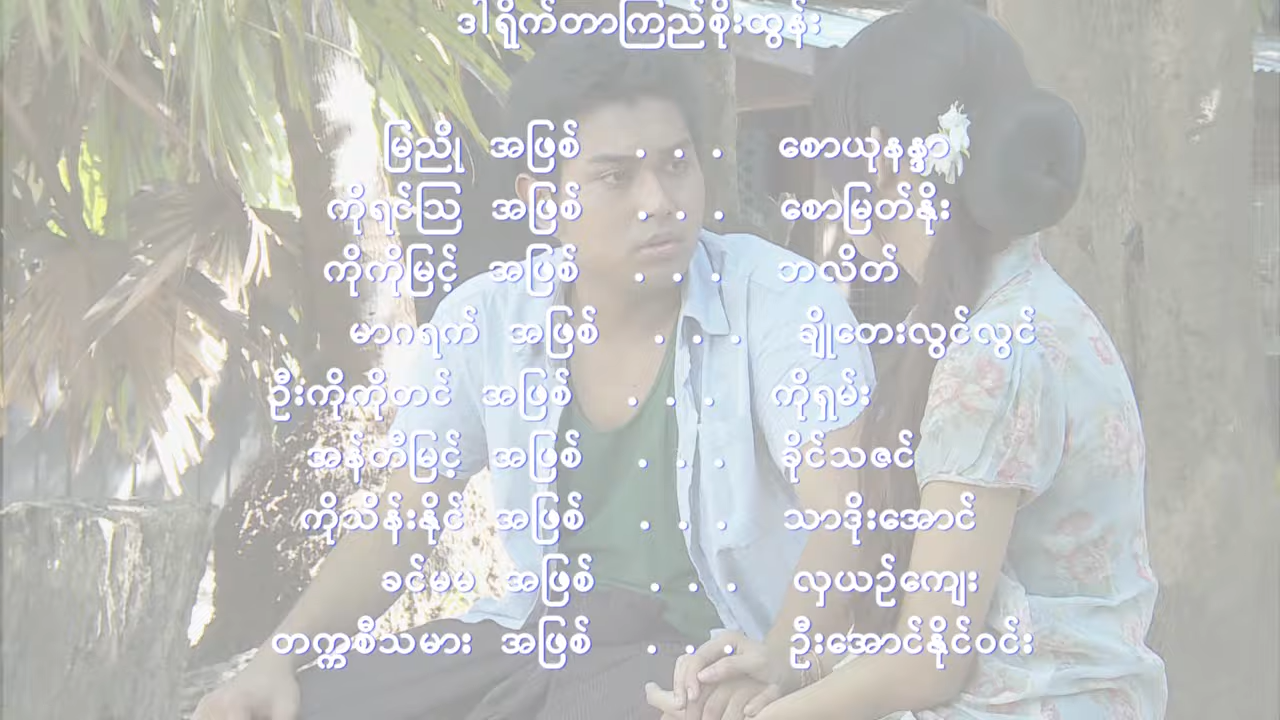 ဒါရိုက်တာကြည်စိုးထွန်း
မြညို အဖြစ် . . . စောယုနန္ဒာ
ကိုရင်သြ အဖြစ် . . . စောမြတ်နိုး
ကိုကိုမြင့် အဖြစ် . . . ဘလိတ်
မာဂရက် အဖြစ် . . . ချိုတေးလွင်လွင်
ဦးကိုကိုတင် အဖြစ် . . . ကိုရှမ်း
အန်တီမြင့် အဖြစ် . . . ခိုင်သဇင်
ကိုသိန်းနိုင် အဖြစ် . . . သာဒိုးအောင်
ခင်မမ အဖြစ် . . . လှယဉ်ကျေး
တက္ကစီသမား အဖြစ် . . . ဦးအောင်နိုင်ဝင်း